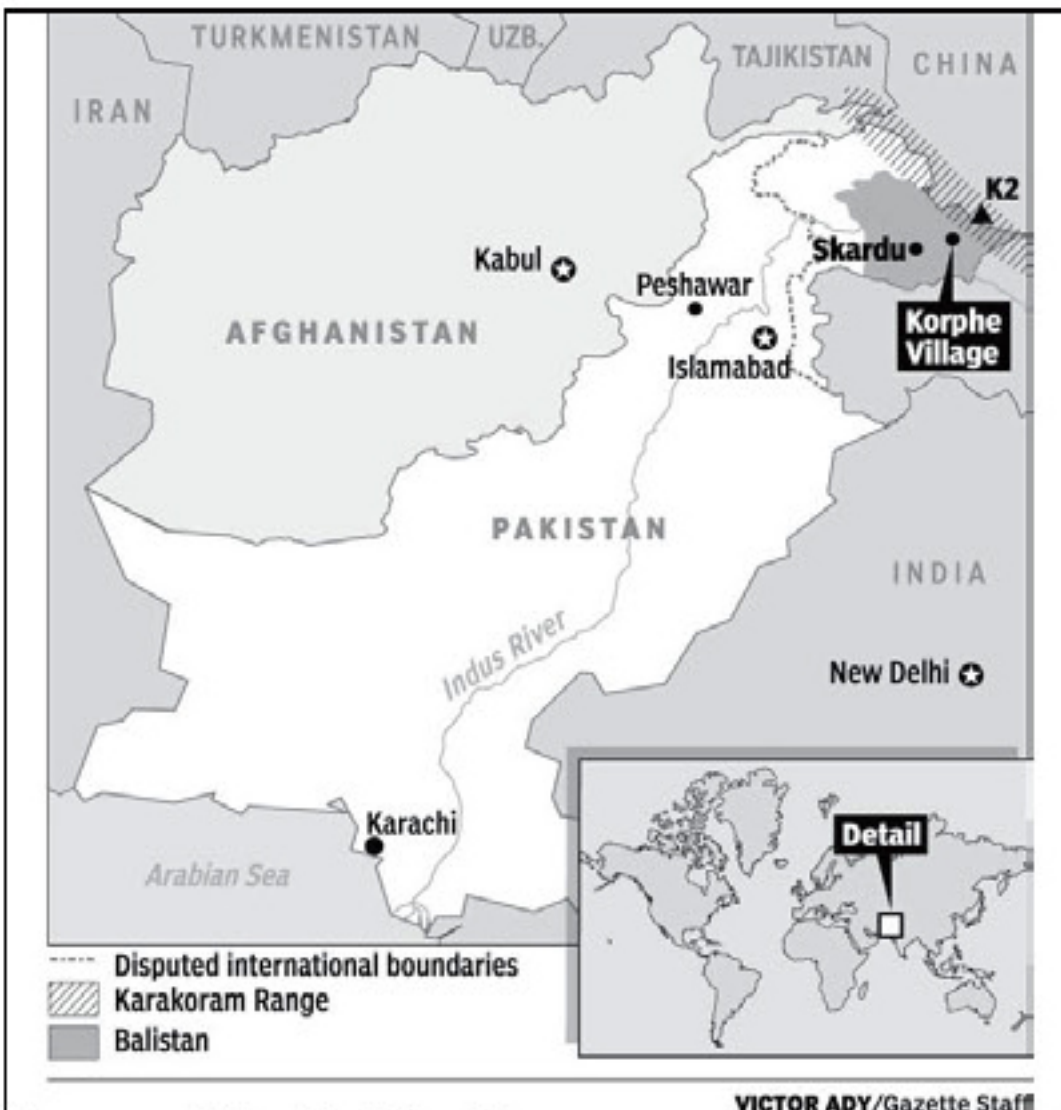 TURKMENISTAN
UZB.
TAJIKISTAN
CHINA
IRAN
K2
Kabul
Skardu
Peshawar
AFGHANISTAN
Korphe
Village
Islamabad
PAKISTAN
INDIA
Indus River
New Delhi
Karachi
Detail
Arabian Sea
Disputed international boundaries
Karakoram Range
Balistan
VICTOR ADY/Gazette Staff